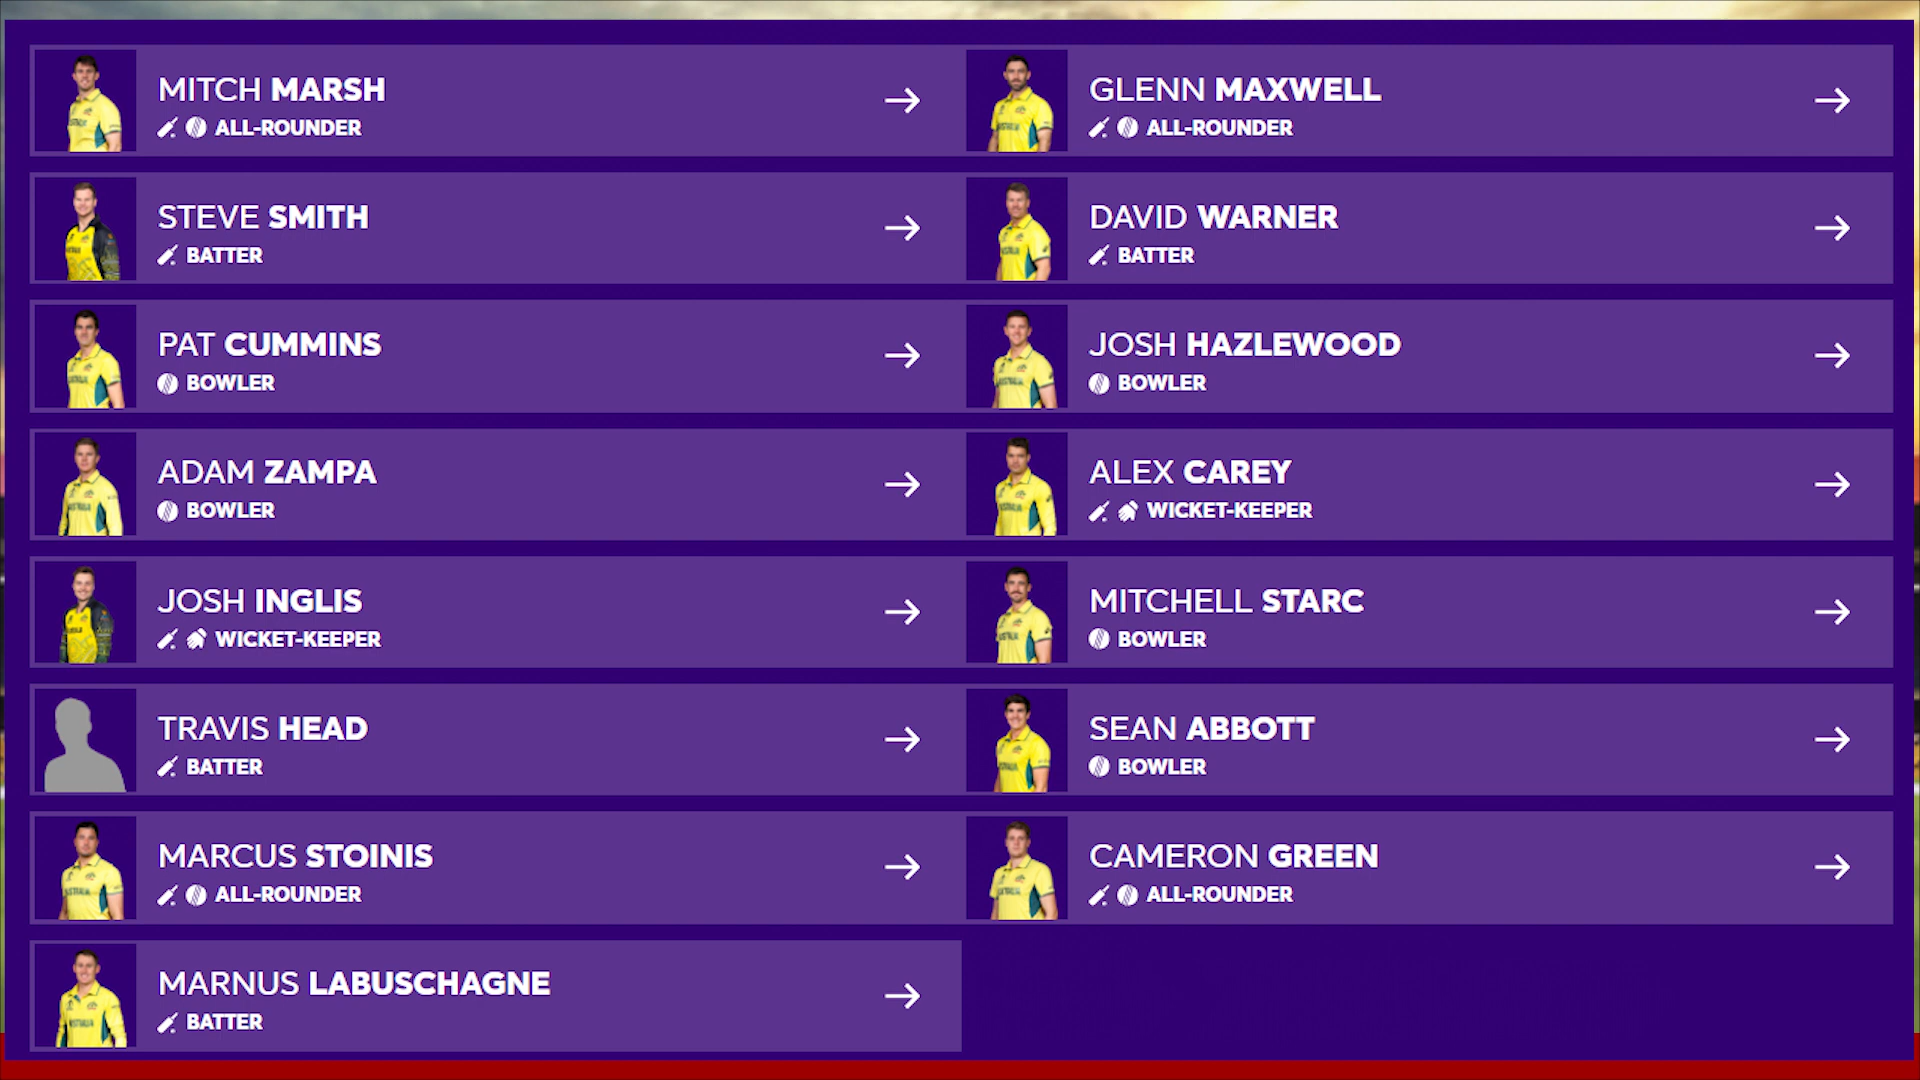 MITCH MARSH
ALL-ROUNDER
GLENN MAXWELL
ALL-ROUNDER
STEVE SMITH
BATTER
DAVID WARNER
BATTER
PAT CUMMINS
BOWLER
JOSH HAZLEWOOD
BOWLER
ADAM ZAMPA
BOWLER
ALEX CAREY
WICKET-KEEPER
JOSH INGLIS
WICKET-KEEPER
MITCHELL STARC
BOWLER
TRAVIS HEAD
BATTER
SEAN ABBOTT
BOWLER
MARCUS STOINIS
ALL-ROUNDER
CAMERON GREEN
ALL-ROUNDER
MARNUS LABUSCHAGNE
BATTER